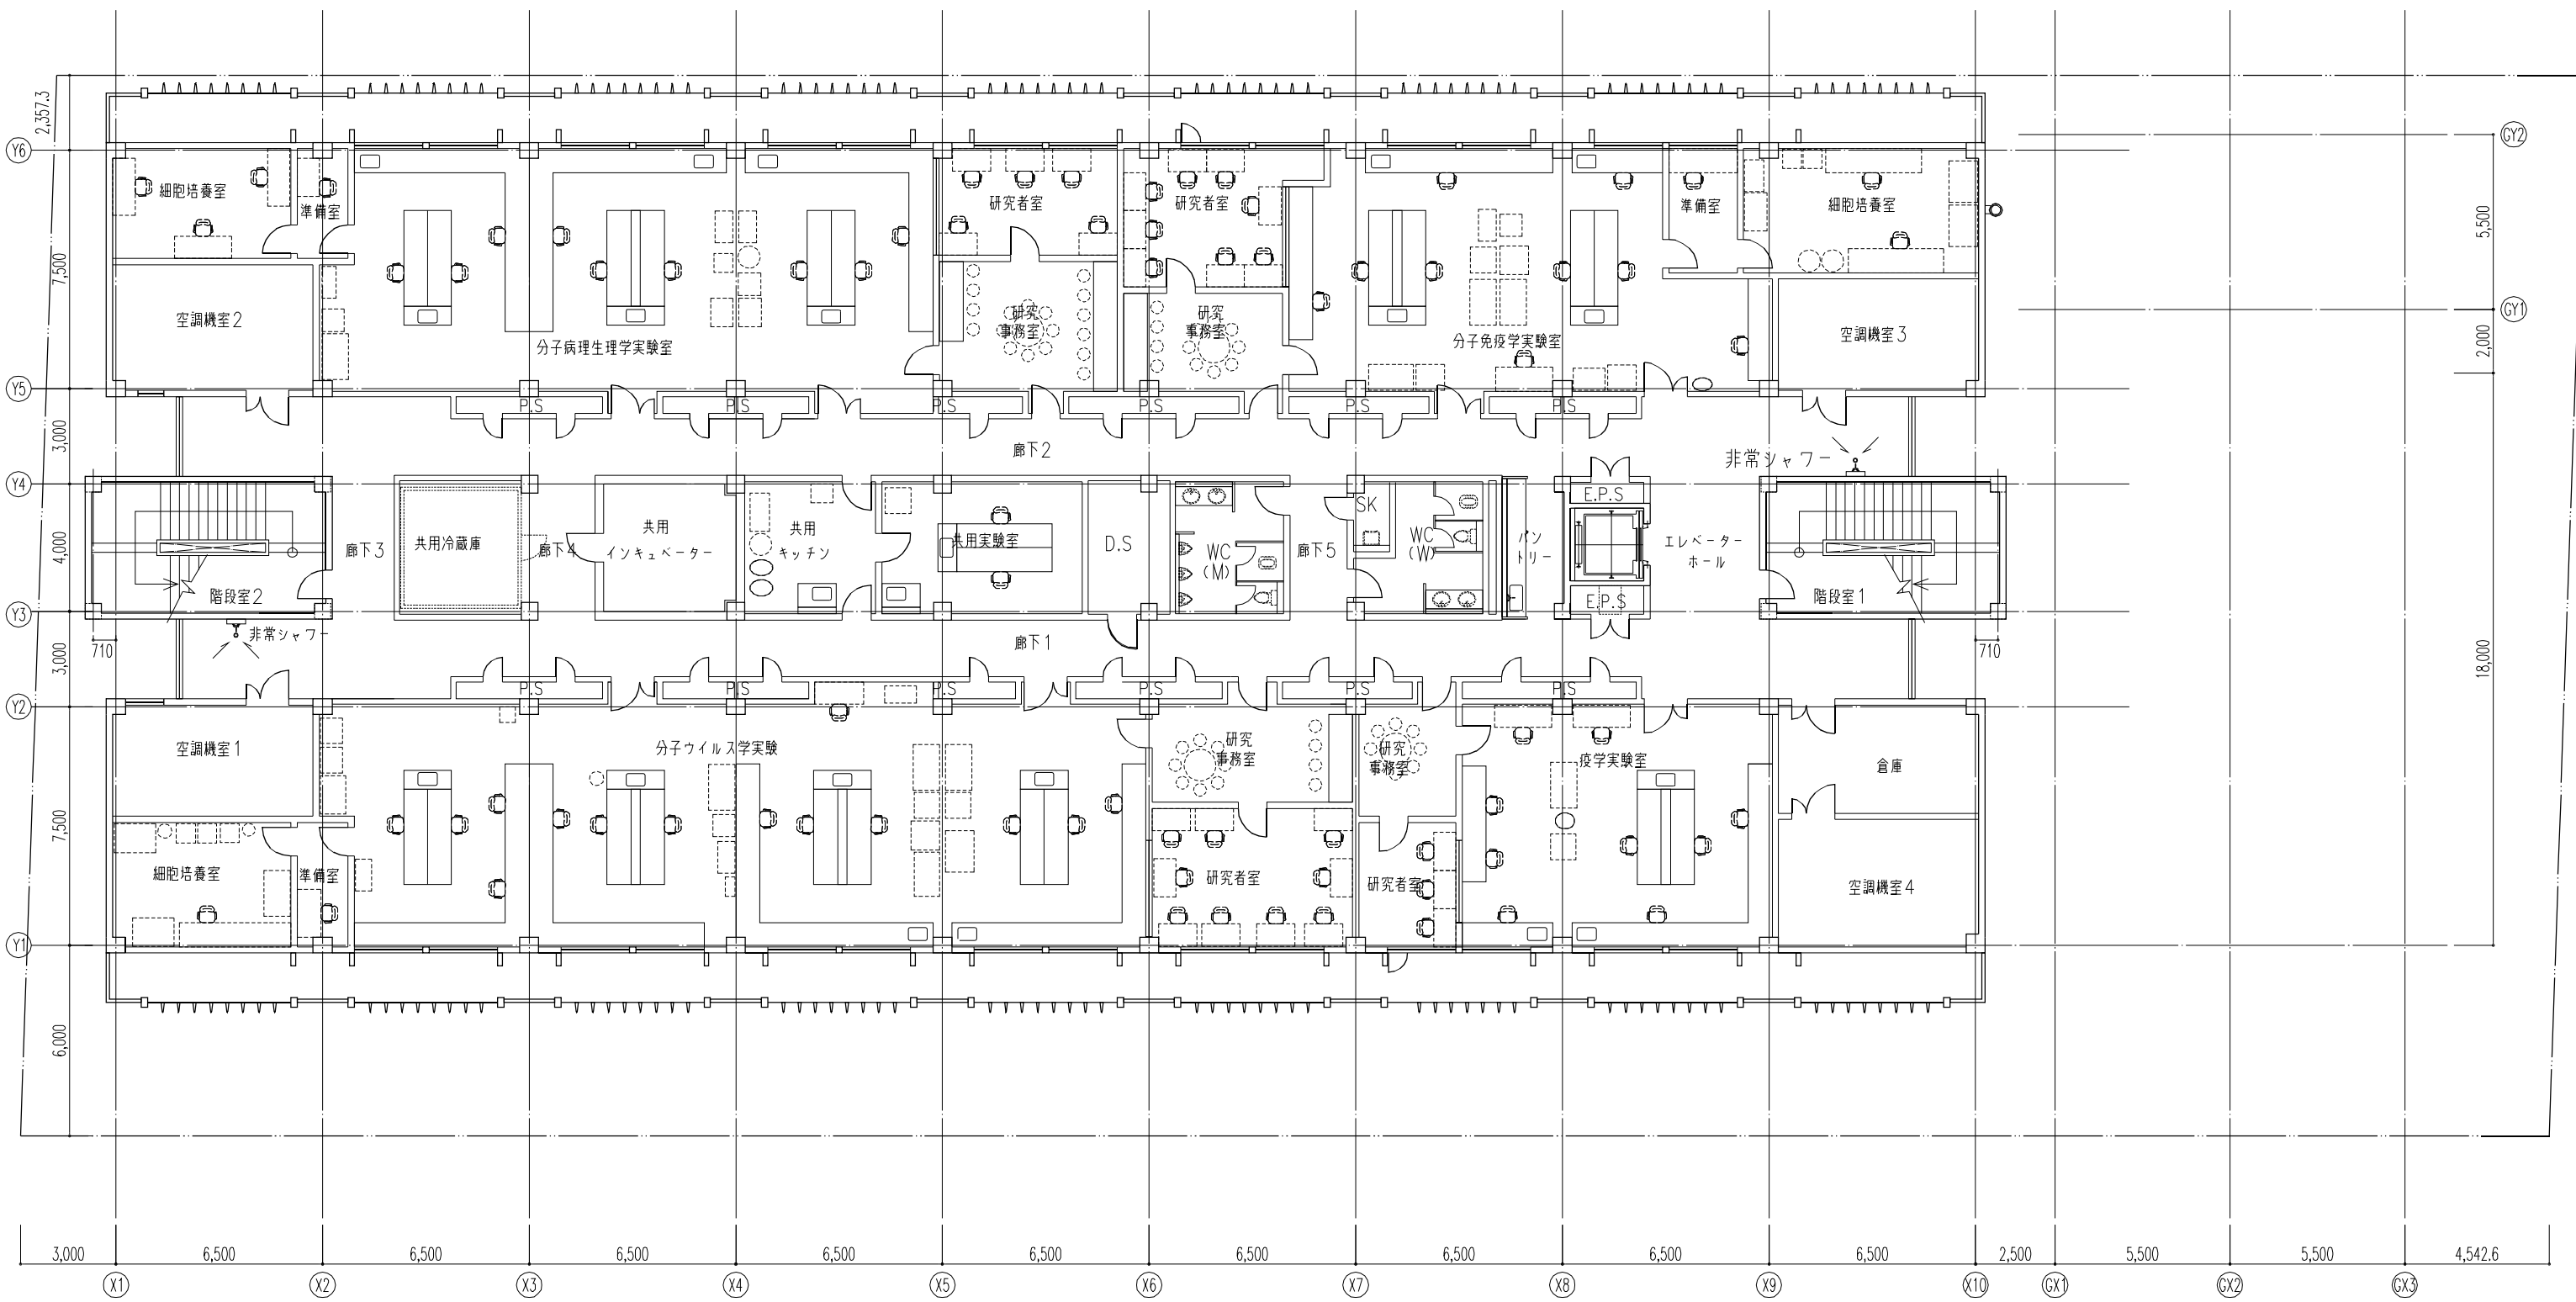 2,357.3
Y6
GY2
細胞培養室
準備室
研究者室
研究者室
準備室
細胞培養室
5,500
7,500
空調機室2
研究
事務室
研究
事務室
GY1
分子病理生理学実験室
分子免疫学実験室
空調機室3
2,000
Y5
P.S
P.S
P.S
P.S
P.S
P.S
3,000
廊下2
非常シャワー
Y4
E.P.S
SK
4,000
廊下3
共用冷蔵庫
廊下4
共用
インキュベーター
共用
キッチン
共用実験室
D.S
WC
(M)
廊下5
WC
(W)
パン
トリー
エレベーター
ホール
階段室2
E.P.S
階段室1
Y3
非常シャワー
廊下1
710
710
3,000
18,000
P.S
P.S
P.S
P.S
P.S
P.S
Y2
空調機室1
分子ウイルス学実験
研究
事務室
研究
事務室
疫学実験室
倉庫
7,500
細胞培養室
準備室
研究者室
研究者室
空調機室4
Y1
6,000
3,000
6,500
6,500
6,500
6,500
6,500
6,500
6,500
6,500
6,500
2,500
5,500
5,500
4,542.6
X1
X2
X3
X4
X5
X6
X7
X8
X9
X10
GX1
GX2
GX3